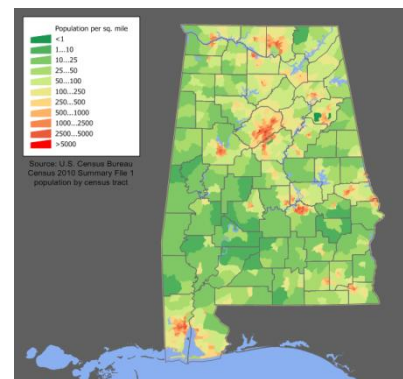 Population per sq. mile
<1
1...10
10...25
25...50
50...100
100...250
250...500
500...1000
1000...2500
2500...5000
>5000
Source: U.S. Census Bureau
Census 2010 Summary File 1
population by census tract